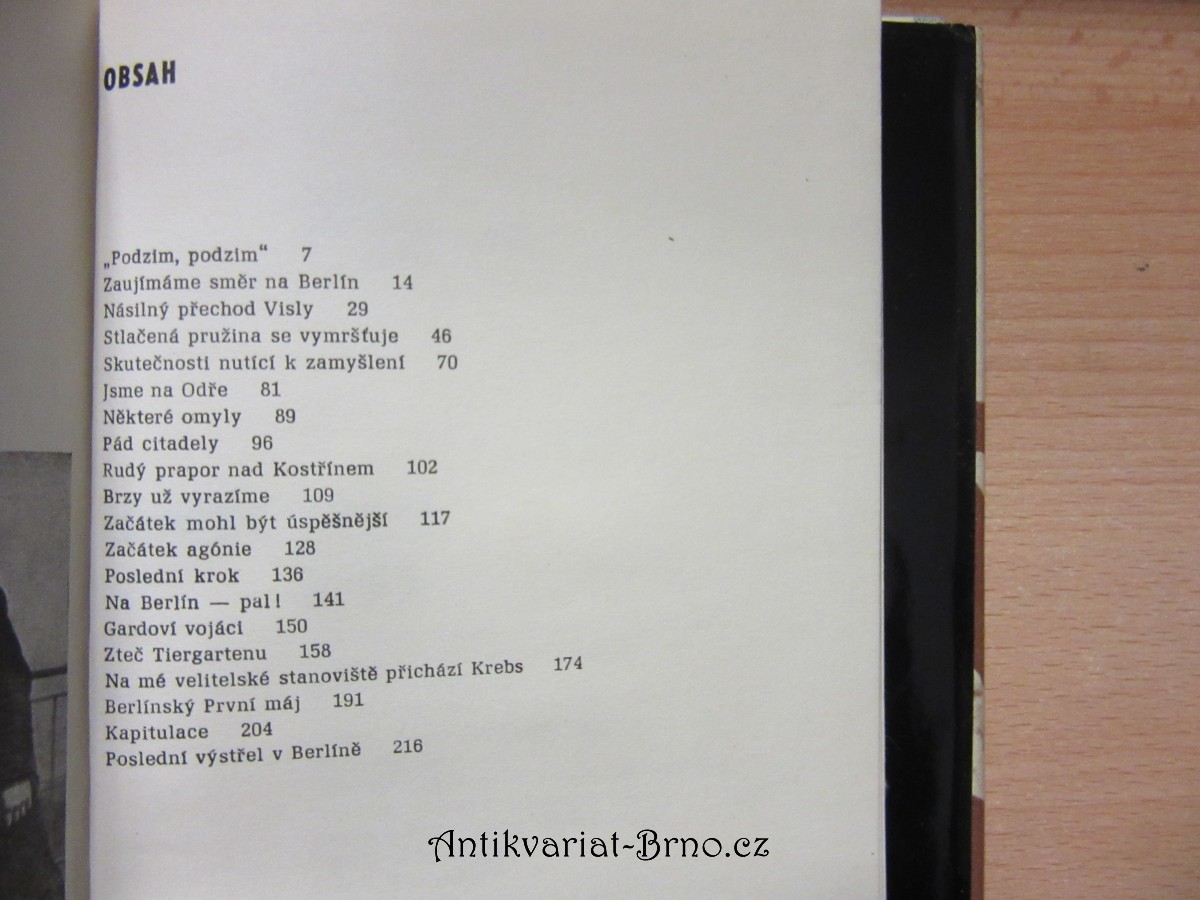 OBSAH
„Podzim, podzim“ 7
Zaujímáme směr na Berlín 14
Násilný přechod Visly 29
Stlačená pružina se vymršťuje 46
Skutečnosti nutící k zamyšlení 70
Jsme na Odře 81
Některé omyly 89
Pád citadely 96
Rudý prapor nad Kostřínem 102
Brzy už vyrazíme 109
Začátek mohl být úspěšnější 117
Začátek agónie 128
Poslední krok 136
Na Berlín — pal! 141
Gardoví vojáci 150
Zteč Tiergartenu 158
Na mé velitelské stanoviště přichází Krebs 174
Berlínský První máj 191
Kapitulace 204
Poslední výstřel v Berlíně 216
Antikvariat-Brno.cz